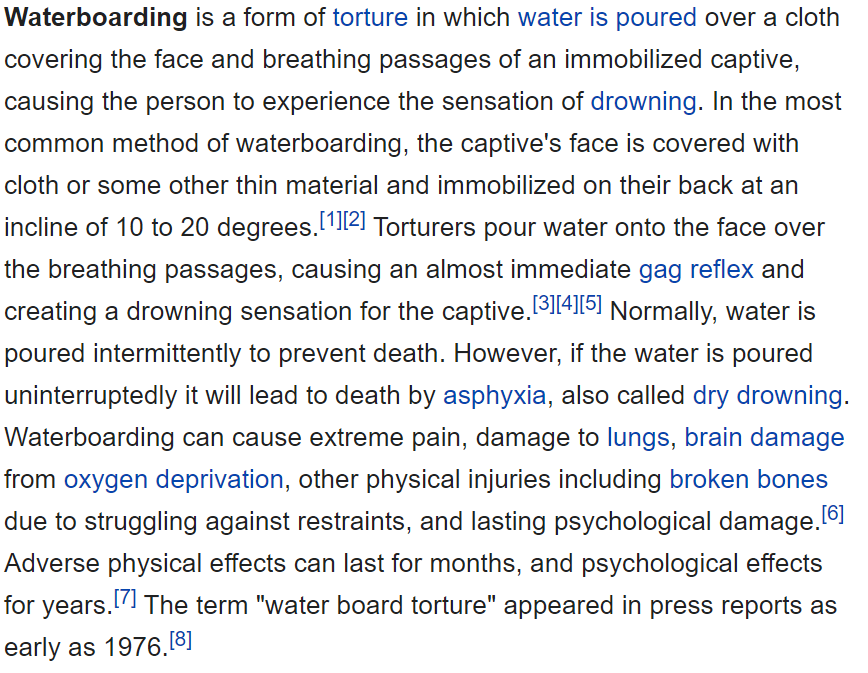 Waterboarding is a form of torture in which water is poured over a cloth
covering the face and breathing passages of an immobilized captive,
causing the person to experience the sensation of drowning. In the most
common method of waterboarding, the captive's face is covered with
cloth or some other thin material and immobilized on their back at an
incline of 10 to 20 degrees.[1][2] Torturers pour water onto the face over
the breathing passages, causing an almost immediate gag reflex and
creating a drowning sensation for the captive.[3][4][5] Normally, water is
poured intermittently to prevent death. However, if the water is poured
uninterruptedly it will lead to death by asphyxia, also called dry drowning.
Waterboarding can cause extreme pain, damage to lungs, brain damage
from oxygen deprivation, other physical injuries including broken bones
due to struggling against restraints, and lasting psychological damage.[6]
Adverse physical effects can last for months, and psychological effects
for years.[7] The term "water board torture" appeared in press reports as
early as 1976.[8]